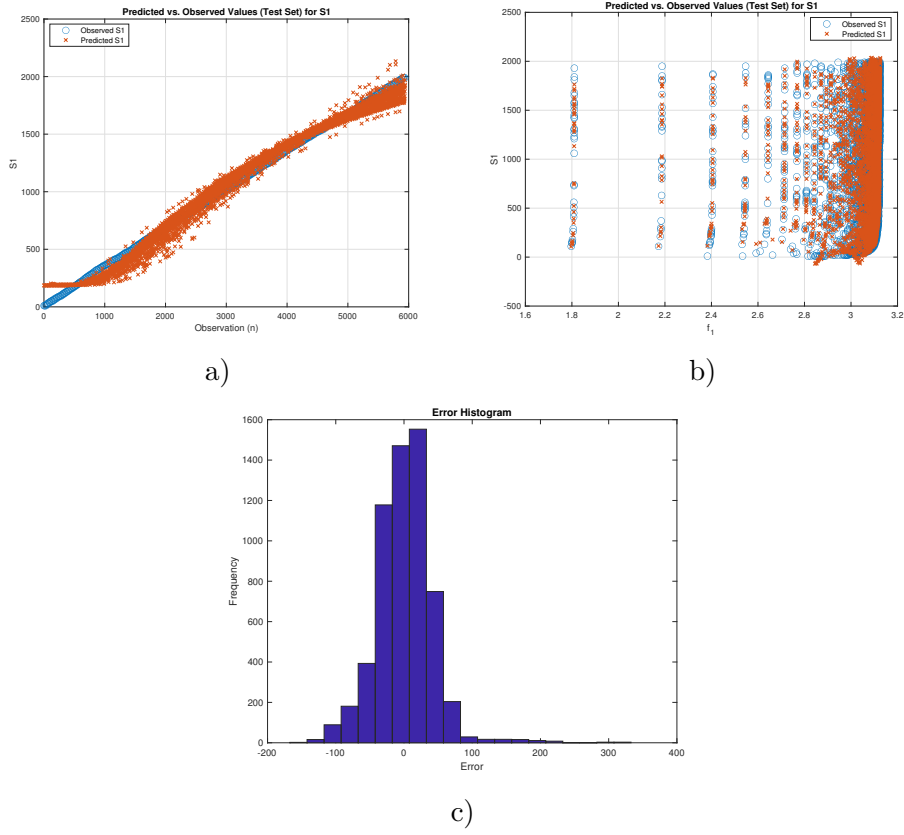 Predicted vs. Observed Values (Test Set) for S1
Observed S1
Predicted S1
S1
2500
2000
1500
1000
500
0
0
1000
2000
3000
4000
5000
6000
Observation (n)
a)
Predicted vs. Observed Values (Test Set) for S1
Observed S1
Predicted S1
S1
2500
2000
1500
1000
500
0
-500
1.6
1.8
2
2.2
2.4
2.6
2.8
3
3.2
f1
b)
Error Histogram
Frequency
1600
1400
1200
1000
800
600
400
200
0
-200
-100
0
100
200
300
400
Error
c)